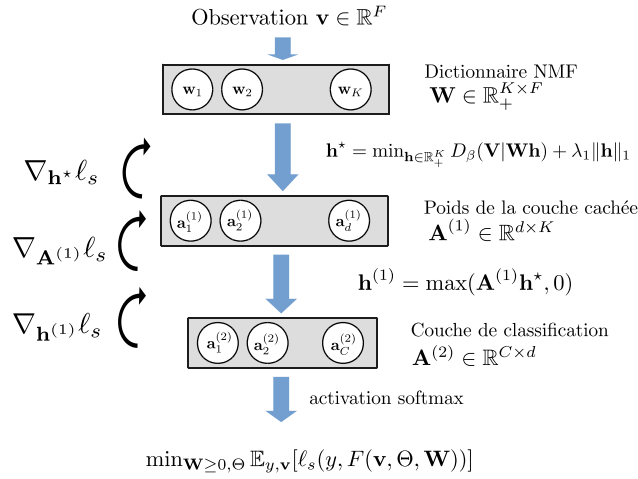 Observation v ∈ ℝ^F
w_1 w_2 w_K
Dictionnaire NMF
W ∈ ℝ_+^{K×F}
h^⋆ = min_{h∈ℝ_+^K} D_β(V|Wh) + λ_1‖h‖_1
∇_{h^⋆} ℓ_s
a_1^{(1)} a_2^{(1)} a_d^{(1)}
Poids de la couche cachée
A^{(1)} ∈ ℝ^{d×K}
∇_{A^{(1)}} ℓ_s
h^{(1)} = max(A^{(1)}h^⋆, 0)
∇_{h^{(1)}} ℓ_s
a_1^{(2)} a_2^{(2)} a_C^{(2)}
Couche de classification
A^{(2)} ∈ ℝ^{C×d}
activation softmax
min_{W≥0,Θ} 𝔼_{y,v}[ℓ_s(y, F(v, Θ, W))]